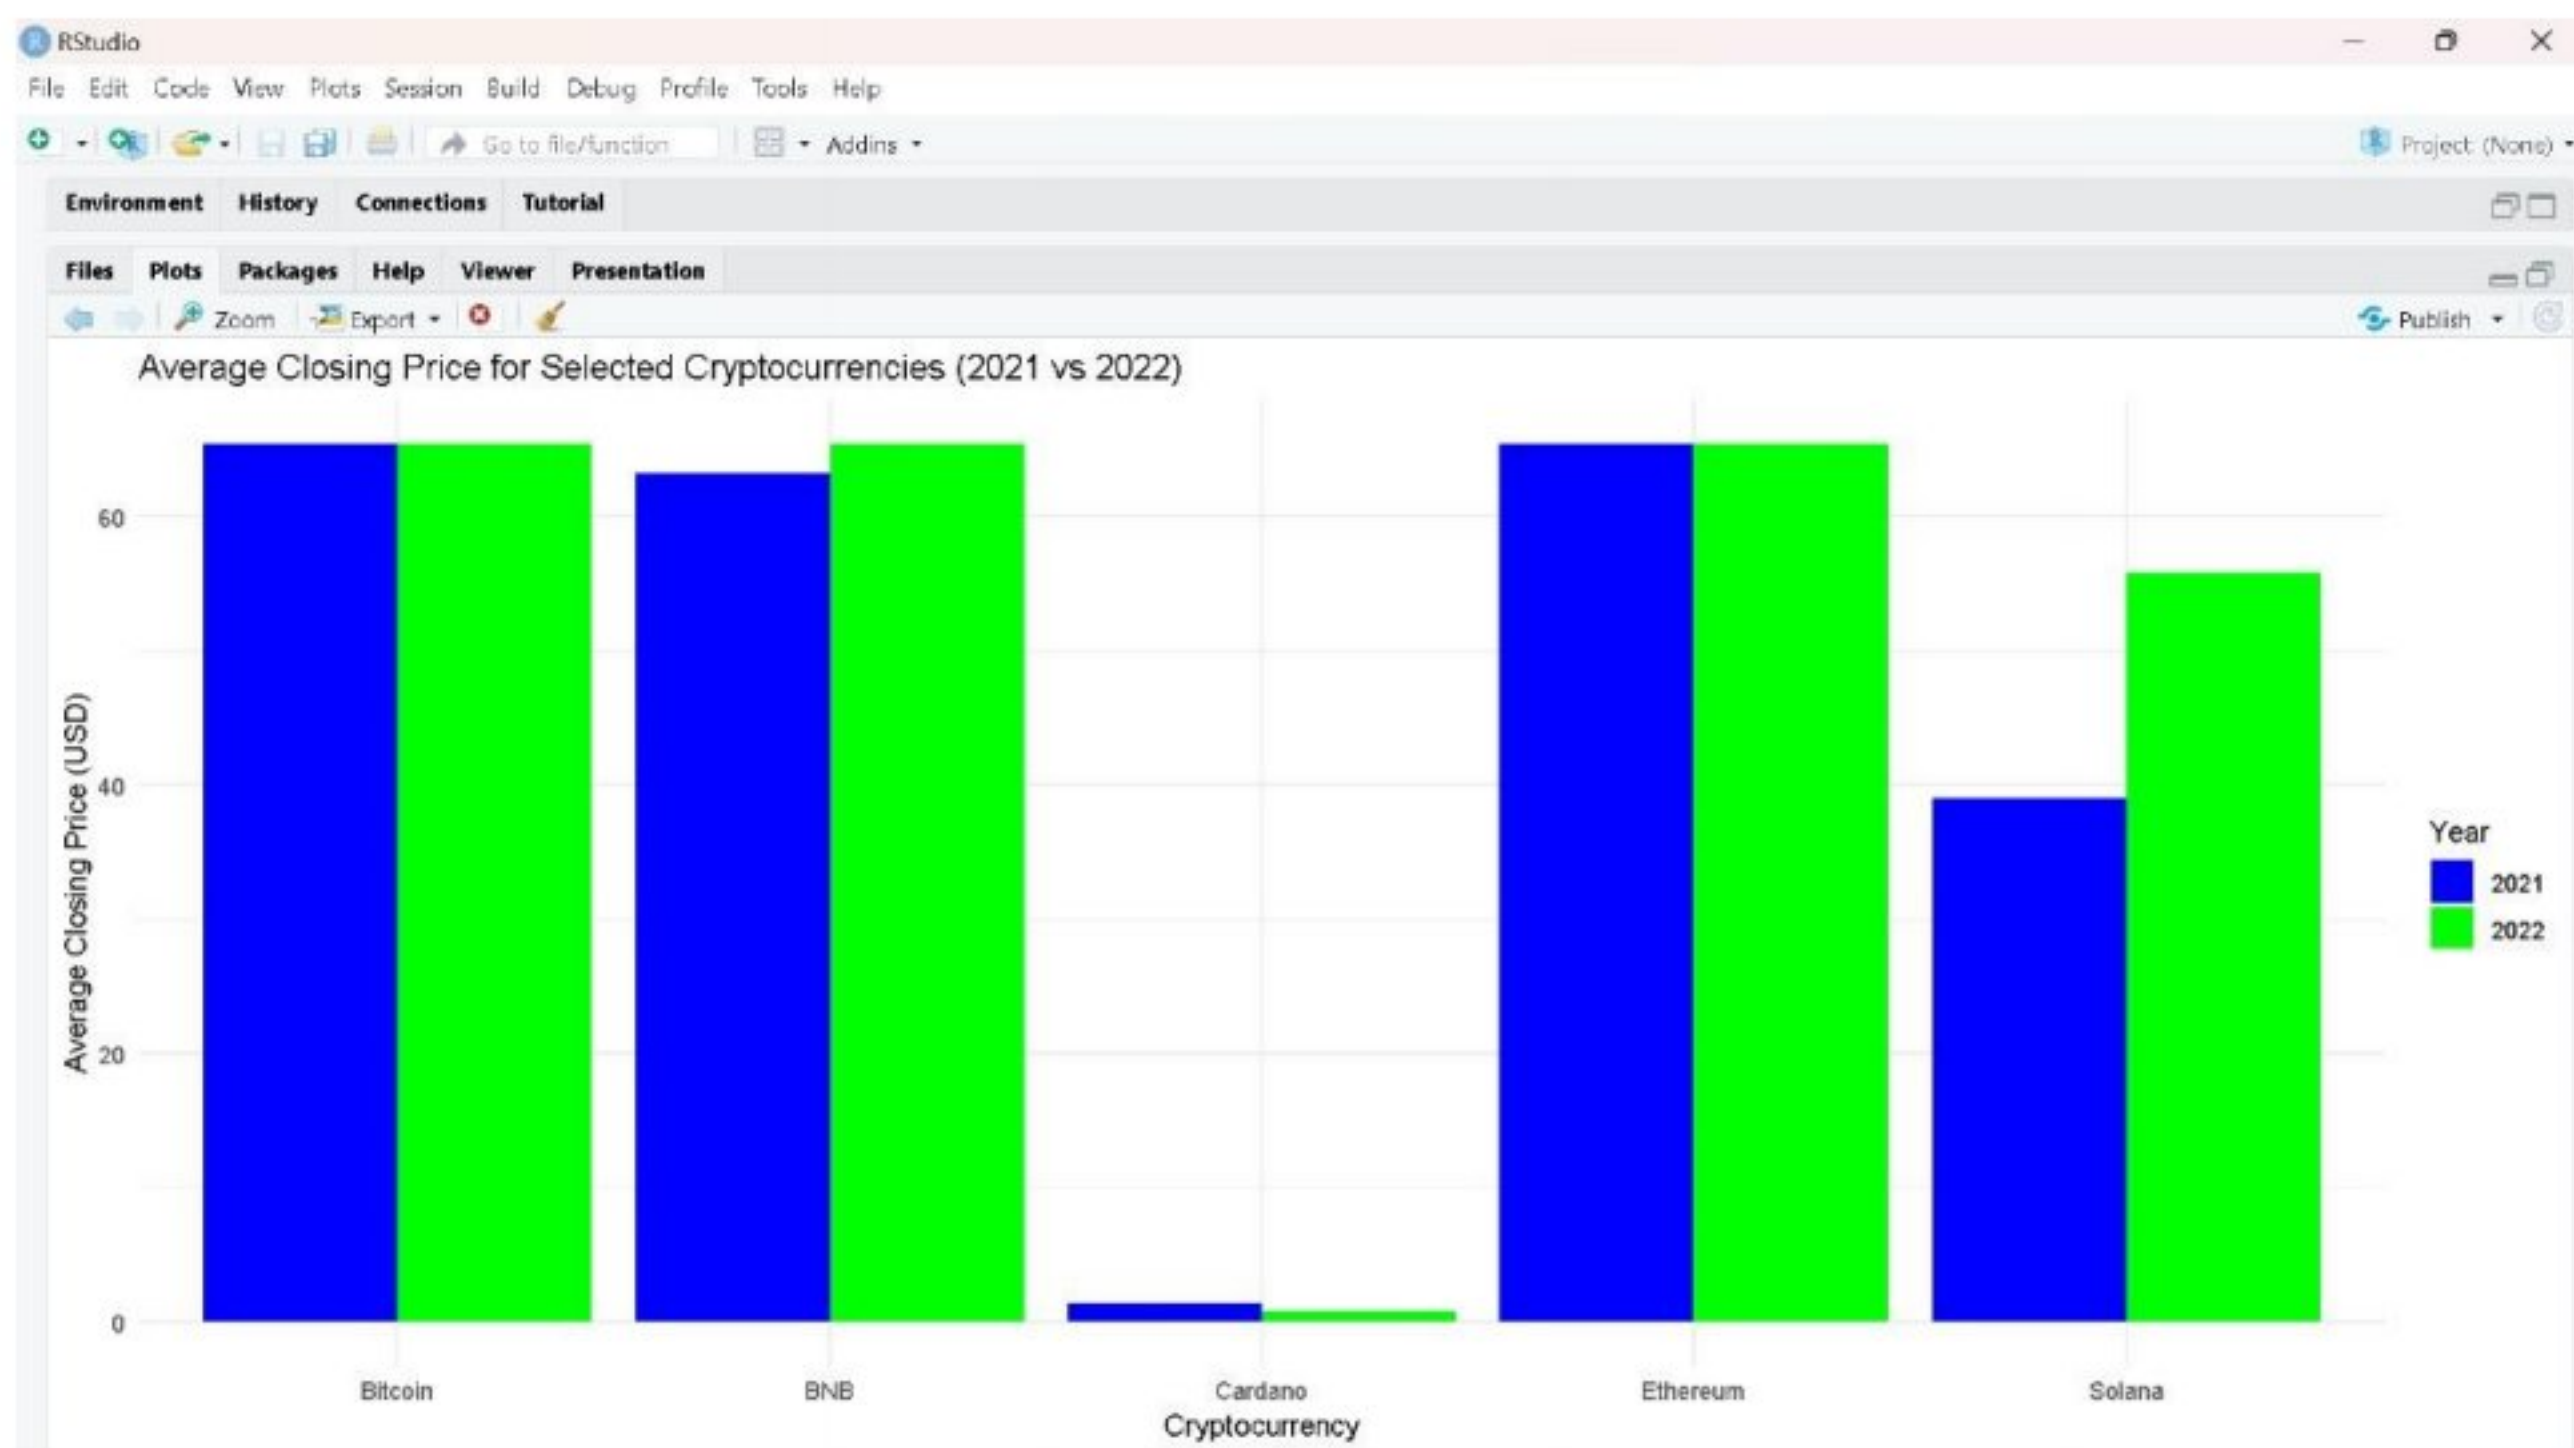 RStudio
File Edit Code View Plots Session Build Debug Profile Tools Help
Go to file/function Addins Project: (None)
Environment History Connections Tutorial
Files Plots Packages Help Viewer Presentation
Zoom Export Publish
Average Closing Price for Selected Cryptocurrencies (2021 vs 2022)
Average Closing Price (USD)
60
40
20
0
Year
2021
2022
Bitcoin BNB Cardano Ethereum Solana
Cryptocurrency